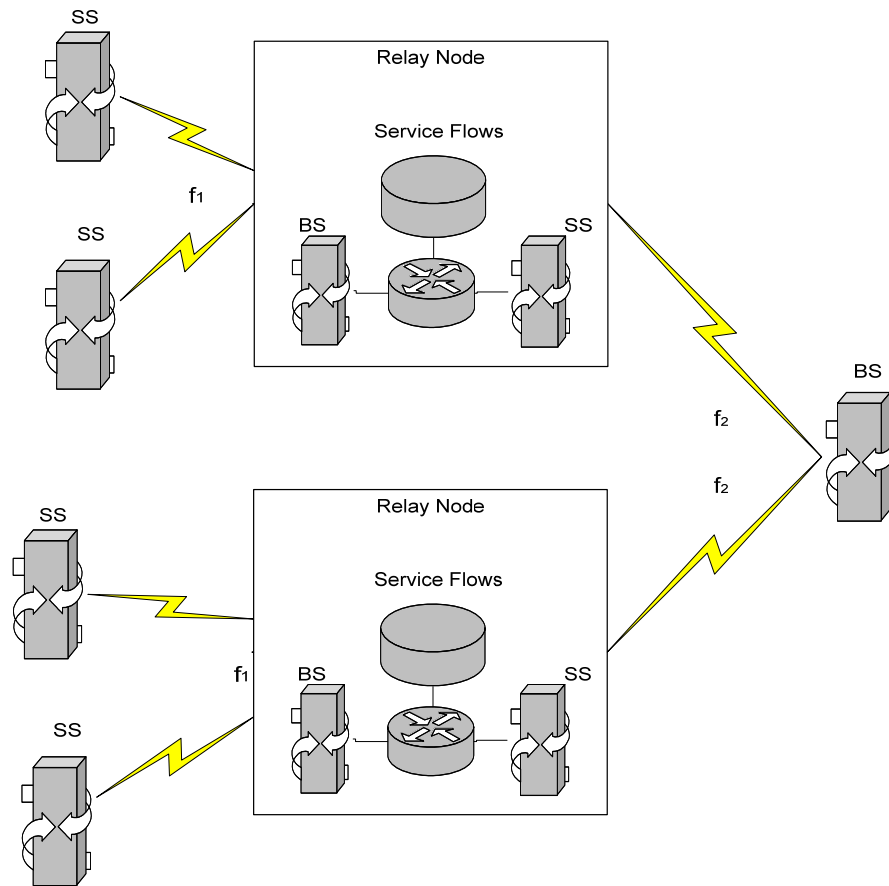 SS
Relay Node
Service Flows
f₁
SS
BS
SS
BS
f₂
f₂
SS
Relay Node
Service Flows
f₁
BS
SS
SS